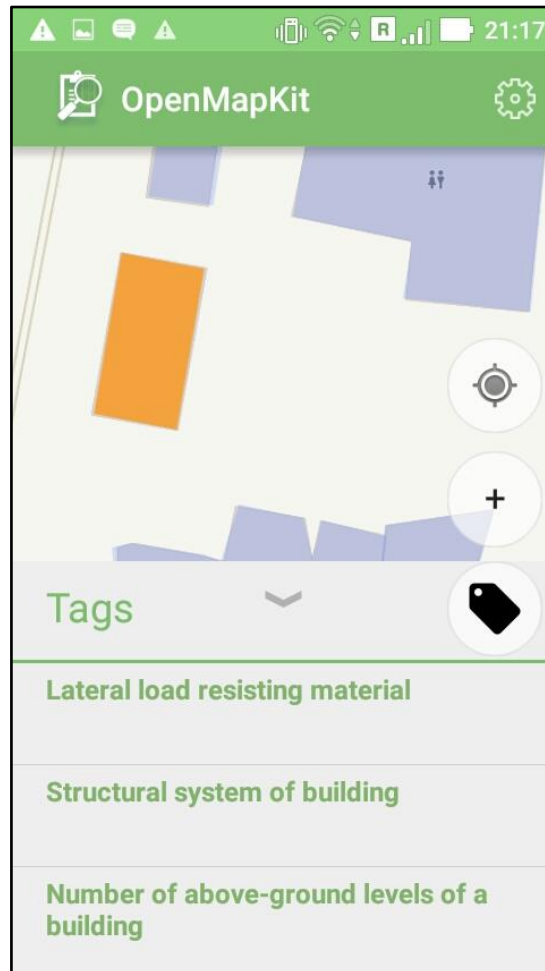 R 21:17
OpenMapKit
Tags
Lateral load resisting material
Structural system of building
Number of above-ground levels of a
building